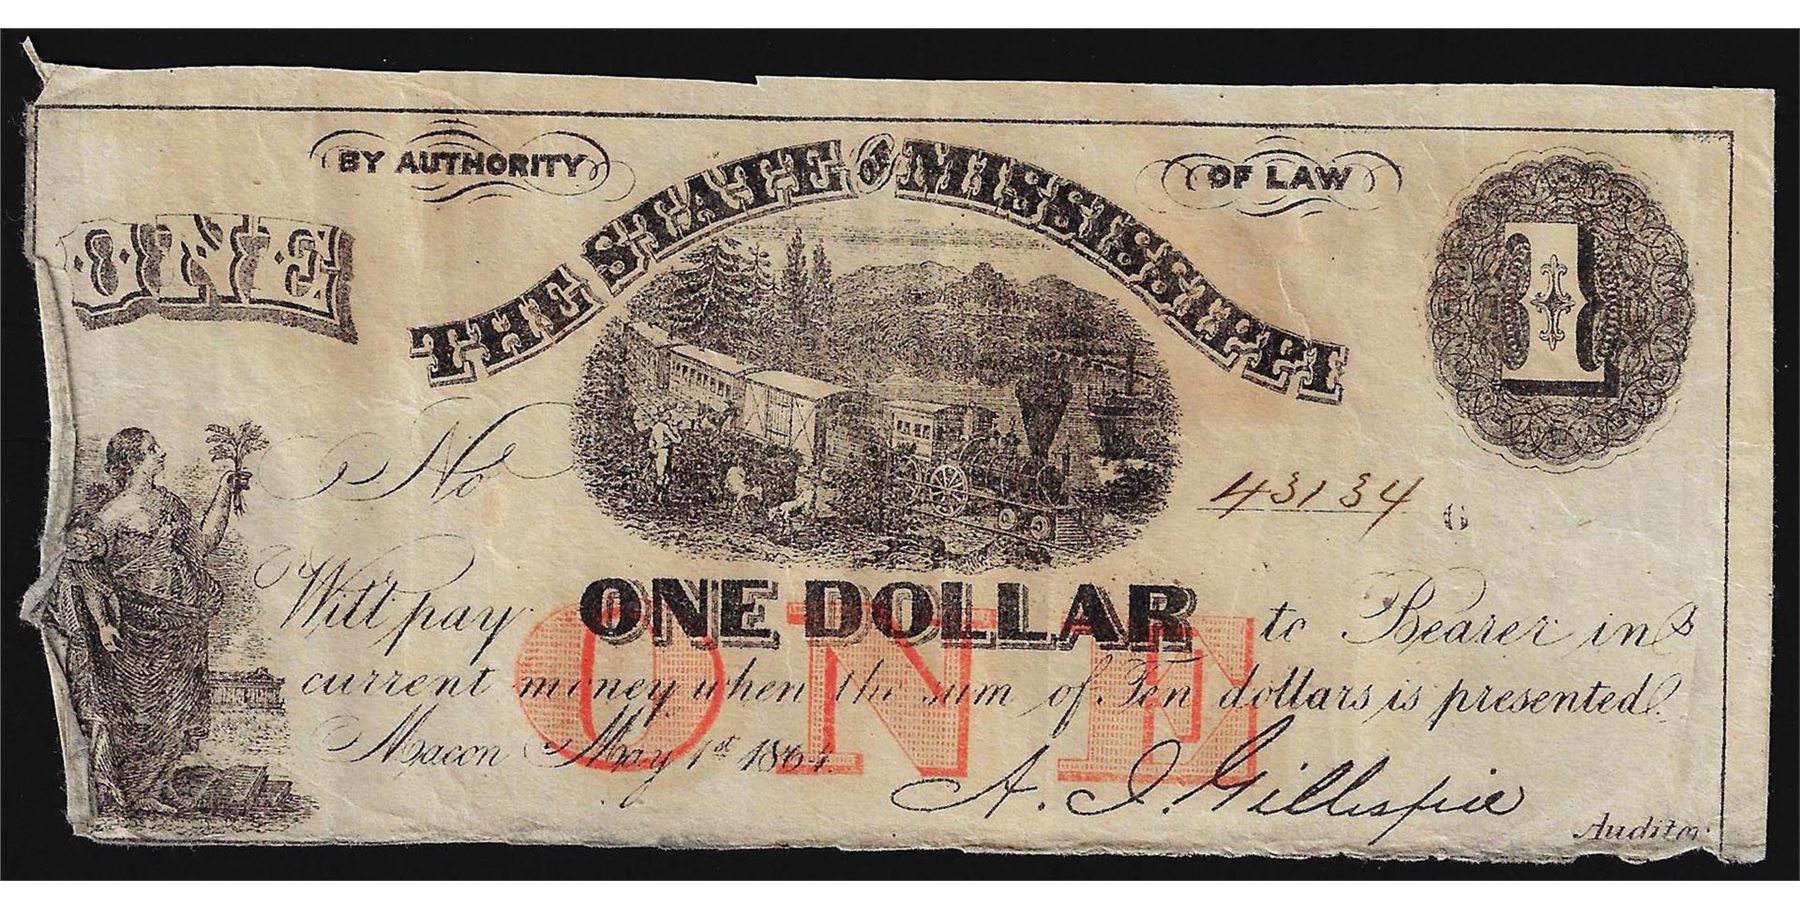 BY AUTHORITY OF LAW
THE STATE OF MISSISSIPPI
ONE
1
No 43134 G
ONE DOLLAR
ONE
Will pay to Bearer in
current money when the sum of Ten dollars is presented.
Macon May 1st 1864.
A. J. Gillespie
Auditor